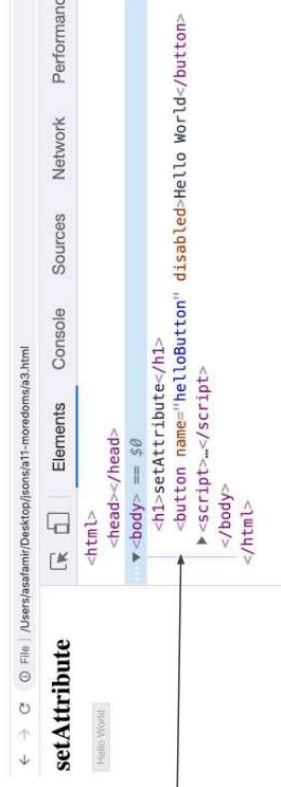 File | /Users/asafamir/Desktop/jsons/a11-moredoms/a3.html
setAttribute
Hello World
Elements Console Sources Network Performanc
<html>
<head></head>
...▼<body> == $0
<h1>setAttribute</h1>
<button name="helloButton" disabled>Hello World</button>
▶<script>…</script>
</body>
</html>